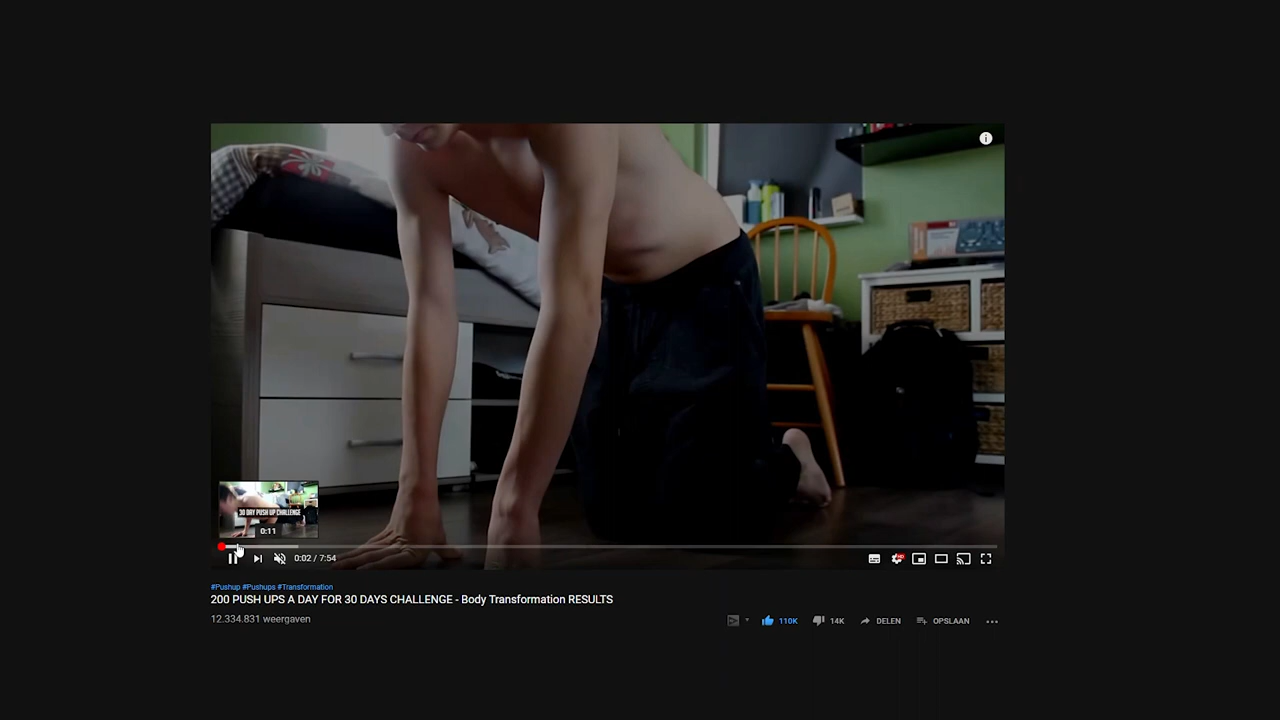 30 DAY PUSH UP CHALLENGE
0:11
0:02 / 7:54
HD
#Pushup #Pushups #Transformation
200 PUSH UPS A DAY FOR 30 DAYS CHALLENGE - Body Transformation RESULTS
12.334.831 weergaven
110K
14K
DELEN
OPSLAAN